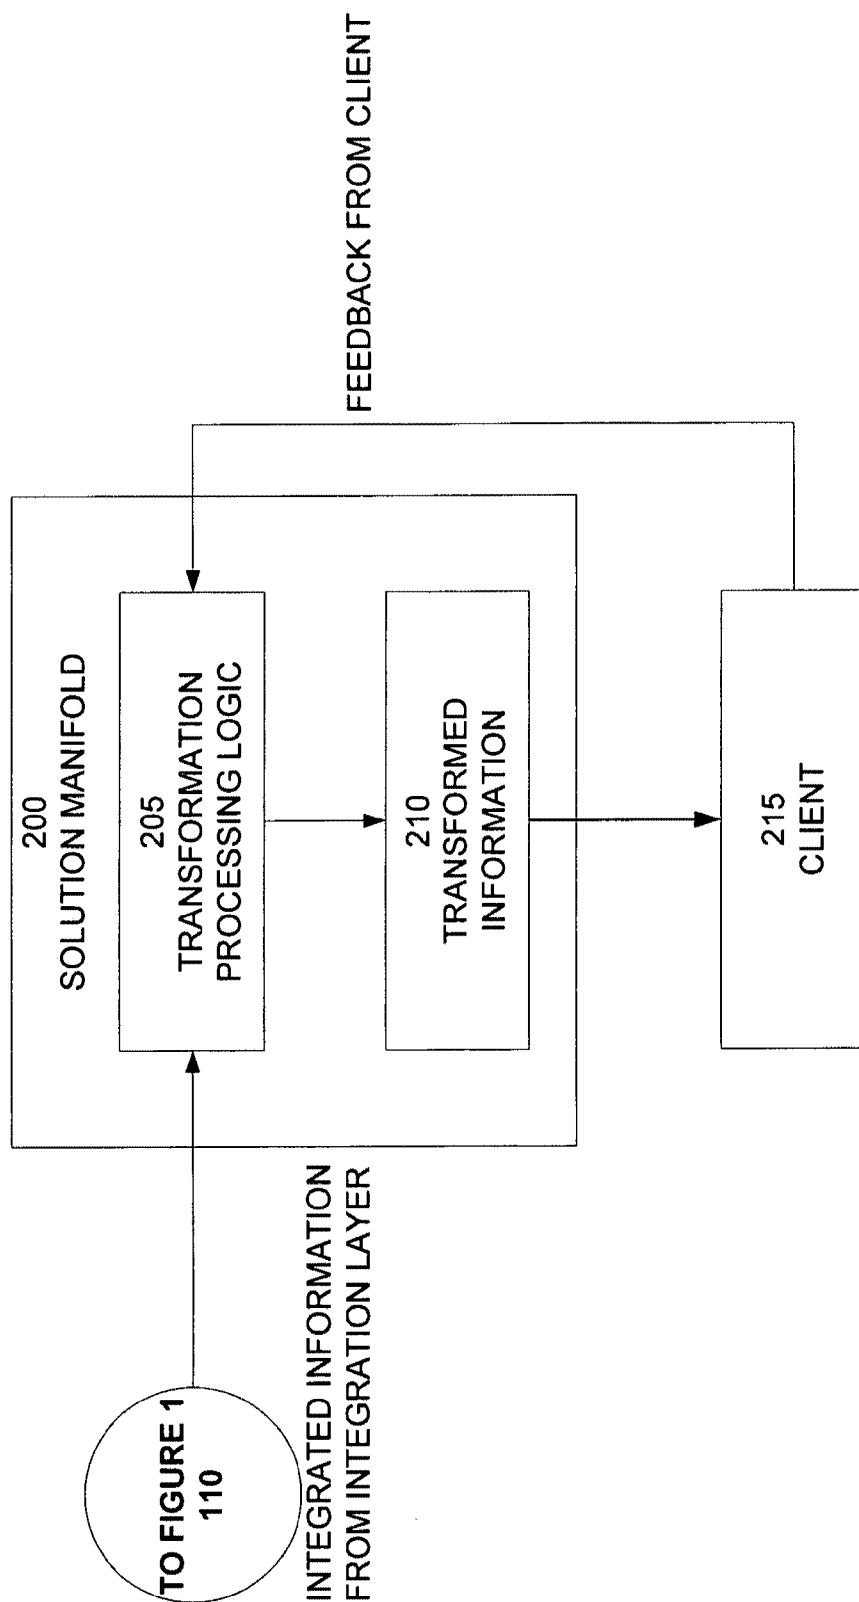 TO FIGURE 1
110
INTEGRATED INFORMATION
FROM INTEGRATION LAYER
200
SOLUTION MANIFOLD
205
TRANSFORMATION
PROCESSING LOGIC
210
TRANSFORMED
INFORMATION
215
CLIENT
FEEDBACK FROM CLIENT